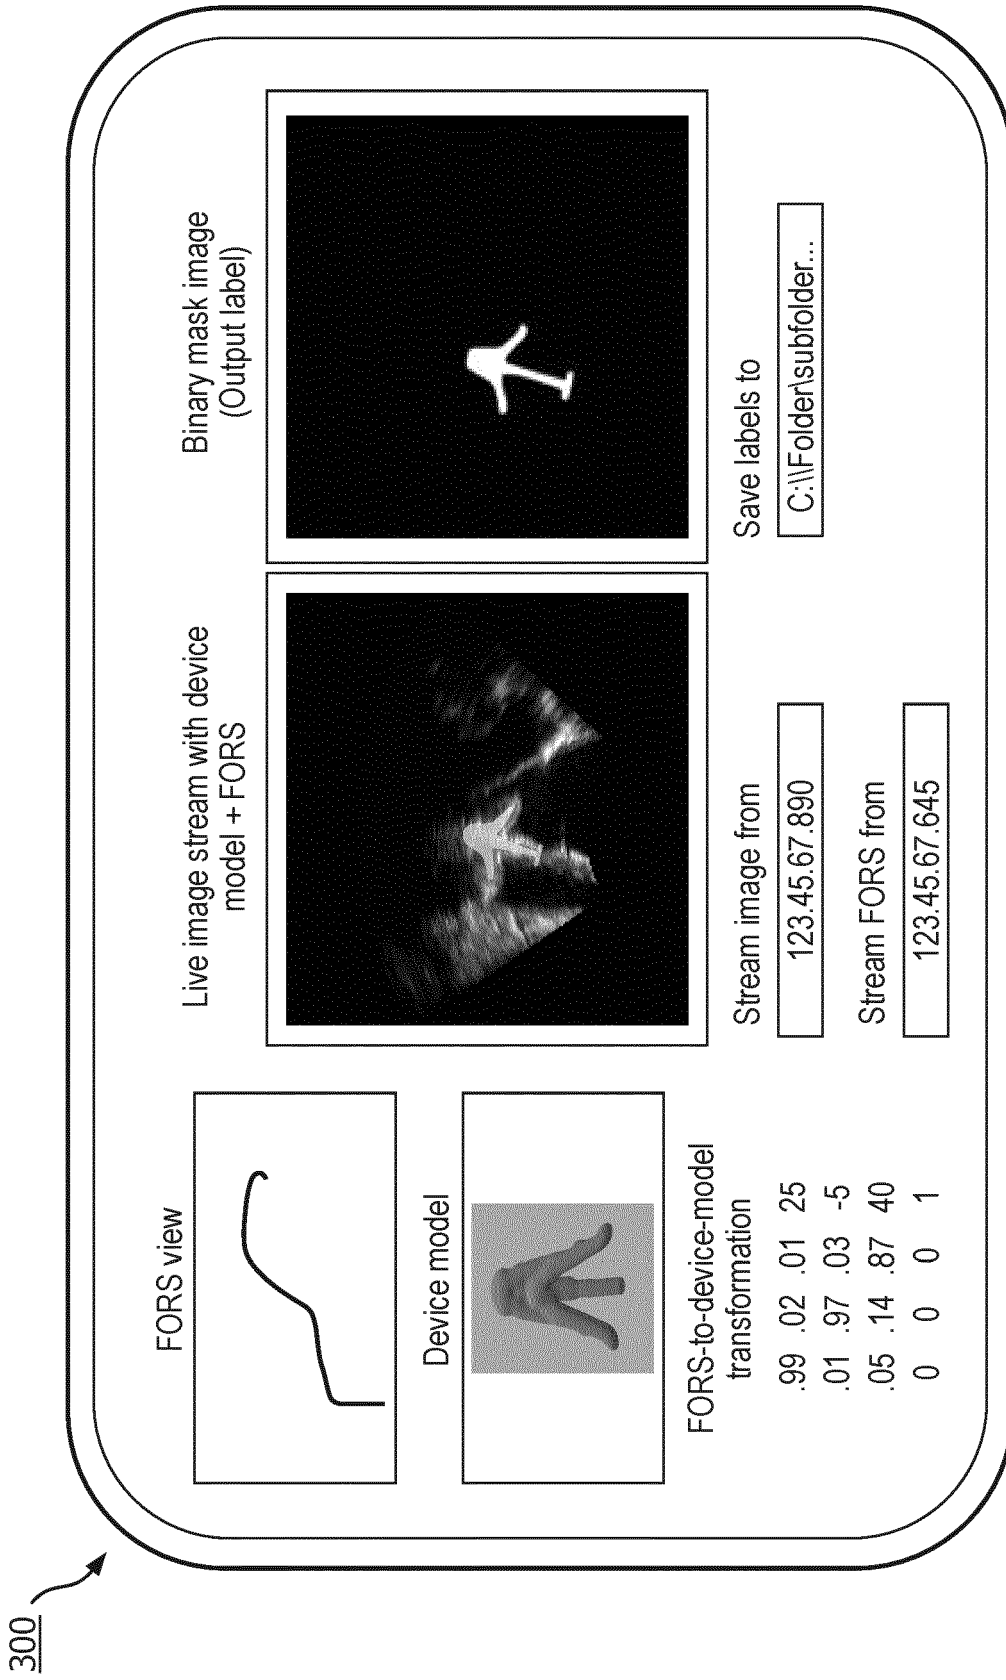 300
FORS view
Device model
FORS-to-device-model
transformation
.99 .02 .01 25
.01 .97 .03 -5
.05 .14 .87 40
0 0 0 1
Live image stream with device
model + FORS
Stream image from
123.45.67.890
Stream FORS from
123.45.67.645
Binary mask image
(Output label)
Save labels to
C:\\Folder\subfolder...